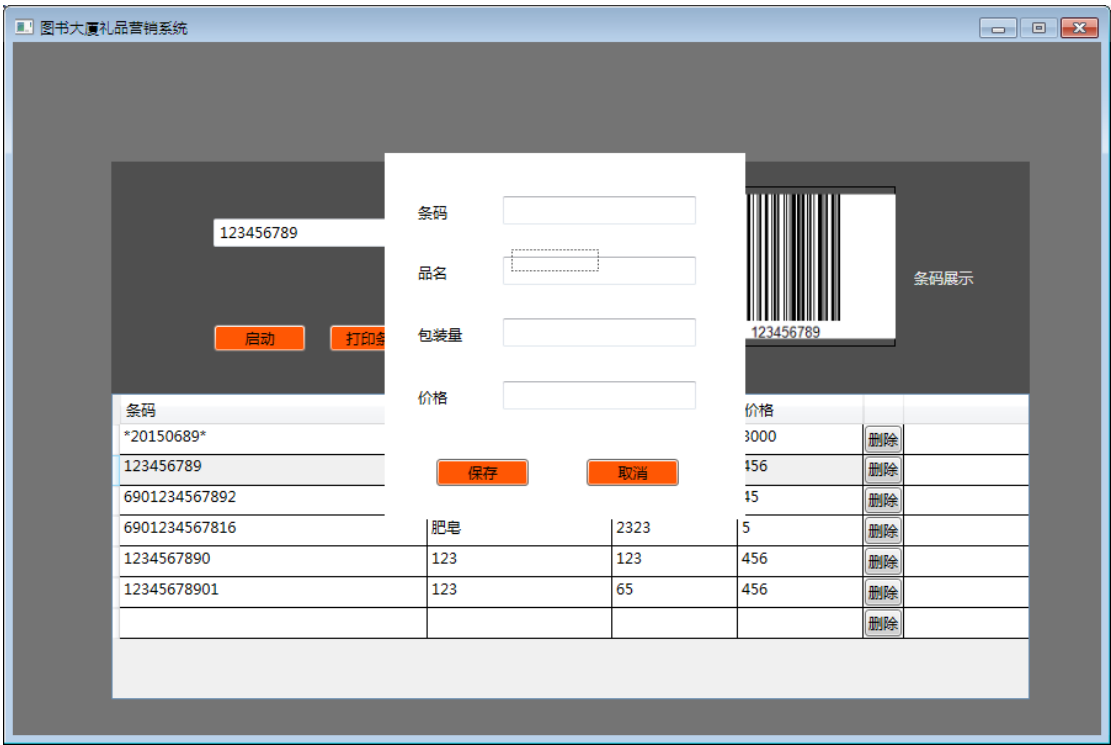 图书大厦礼品营销系统
条码
品名
包装量
价格
保存 取消
123456789
启动 打印
123456789
条码展示
条码 价格
*20150689* 3000 删除
123456789 456 删除
6901234567892 45 删除
6901234567816 肥皂 2323 5 删除
1234567890 123 123 456 删除
12345678901 123 65 456 删除
删除